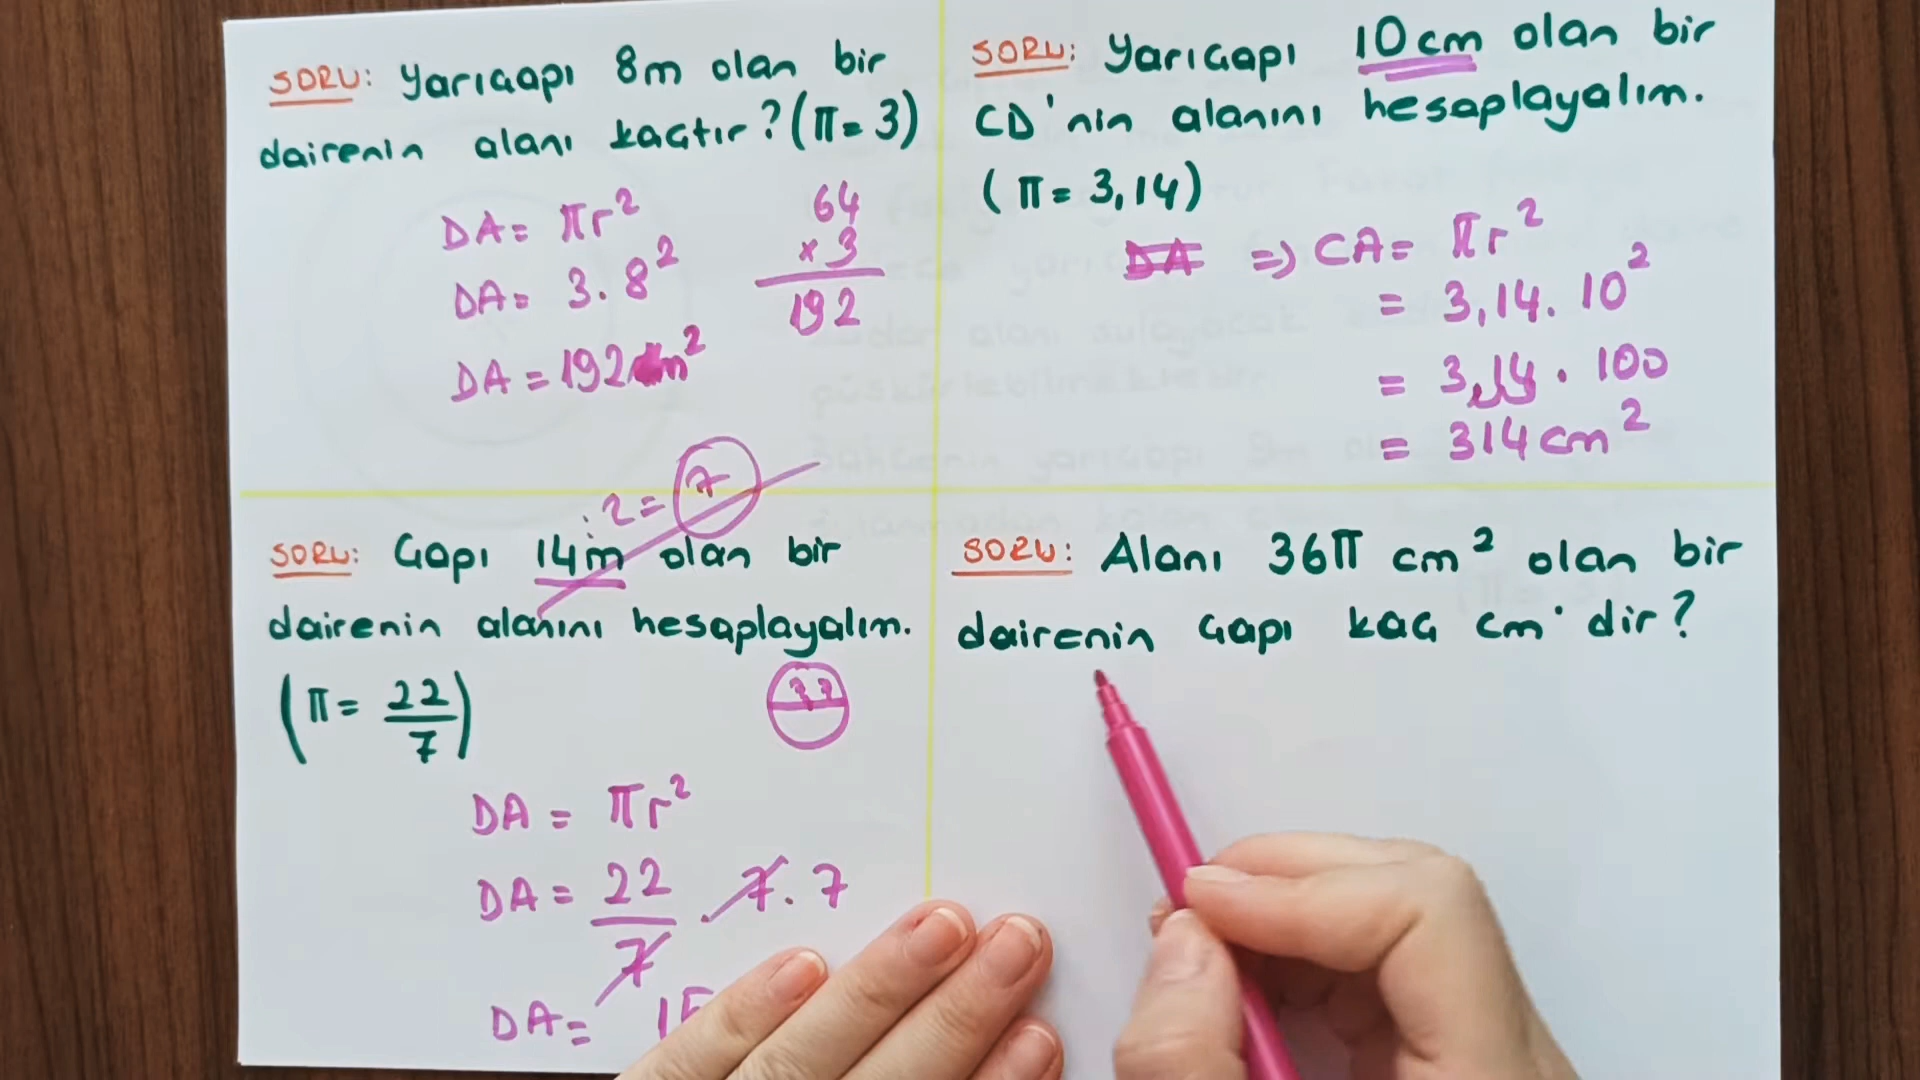 SORU: Yarıçapı 8m olan bir
dairenin alanı kaçtır? (π=3)
DA= πr²
DA= 3.8²
DA=192m²
64
x3
192
SORU: Yarıçapı 10cm olan bir
CD'nin alanını hesaplayalım.
(π=3,14)
DA ⇒ CA= πr²
= 3,14.10²
= 3,14.100
= 314cm²
:2=7
SORU: Çapı 14m olan bir
dairenin alanını hesaplayalım.
(π= 22/7)
7 7
DA = πr²
DA = 22/7 . 7.7
DA=
SORU: Alanı 36π cm² olan bir
dairenin çapı kaç cm'dir?